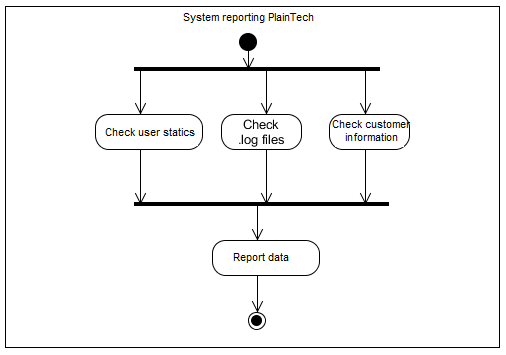 System reporting PlainTech
Check user statics
Check
.log files
Check customer
information
Report data